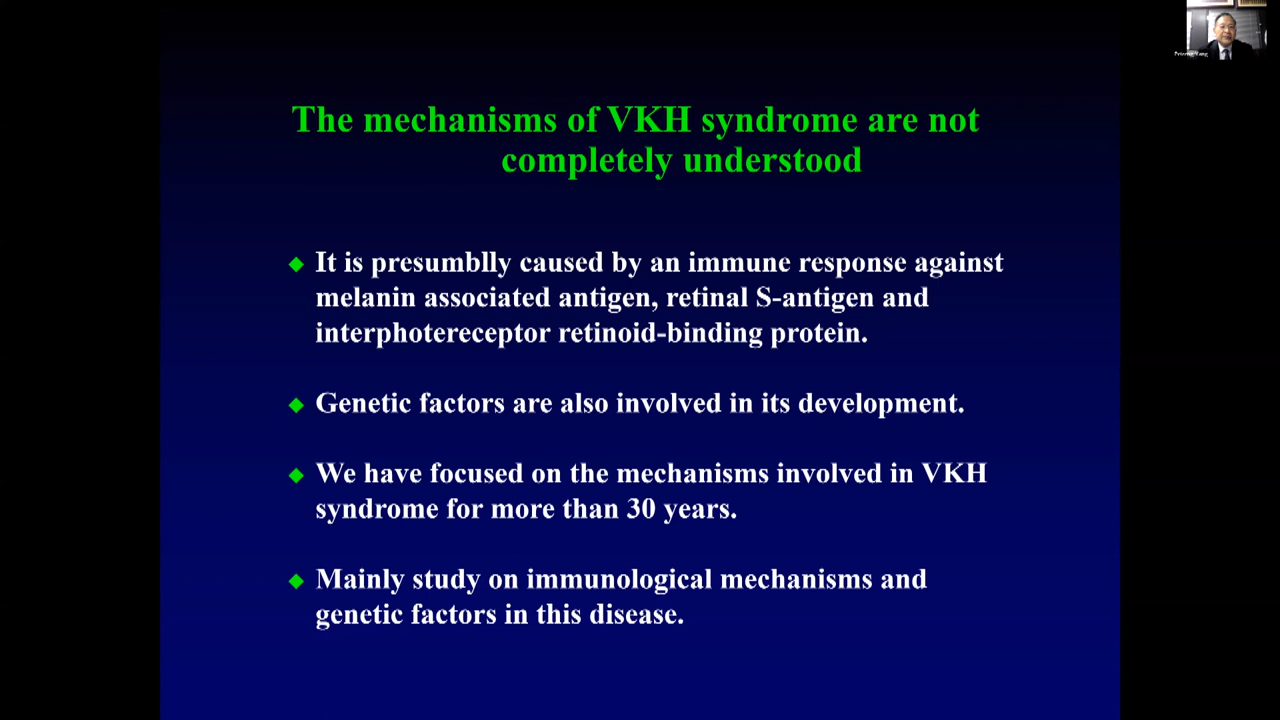 The mechanisms of VKH syndrome are not
completely understood
It is presumblly caused by an immune response against
melanin associated antigen, retinal S-antigen and
interphotereceptor retinoid-binding protein.
Genetic factors are also involved in its development.
We have focused on the mechanisms involved in VKH
syndrome for more than 30 years.
Mainly study on immunological mechanisms and
genetic factors in this disease.